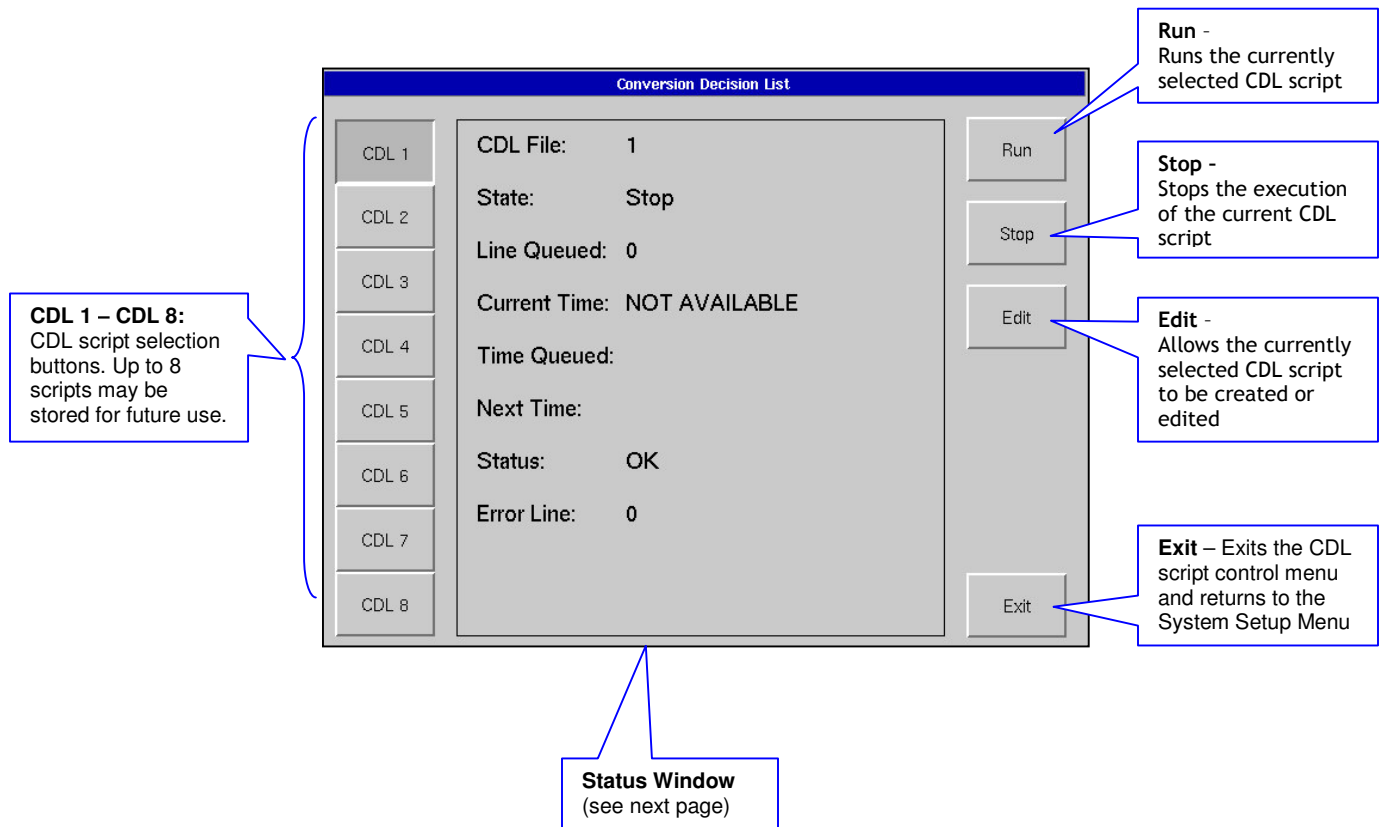 Run -
Runs the currently
selected CDL script
Conversion Decision List
CDL 1
CDL 2
CDL 3
CDL 4
CDL 5
CDL 6
CDL 7
CDL 8
CDL File: 1
State: Stop
Line Queued: 0
Current Time: NOT AVAILABLE
Time Queued:
Next Time:
Status: OK
Error Line: 0
Run
Stop
Edit
Exit
Stop -
Stops the execution
of the current CDL
script
CDL 1 – CDL 8:
CDL script selection
buttons. Up to 8
scripts may be
stored for future use.
Edit -
Allows the currently
selected CDL script
to be created or
edited
Exit – Exits the CDL
script control menu
and returns to the
System Setup Menu
Status Window
(see next page)